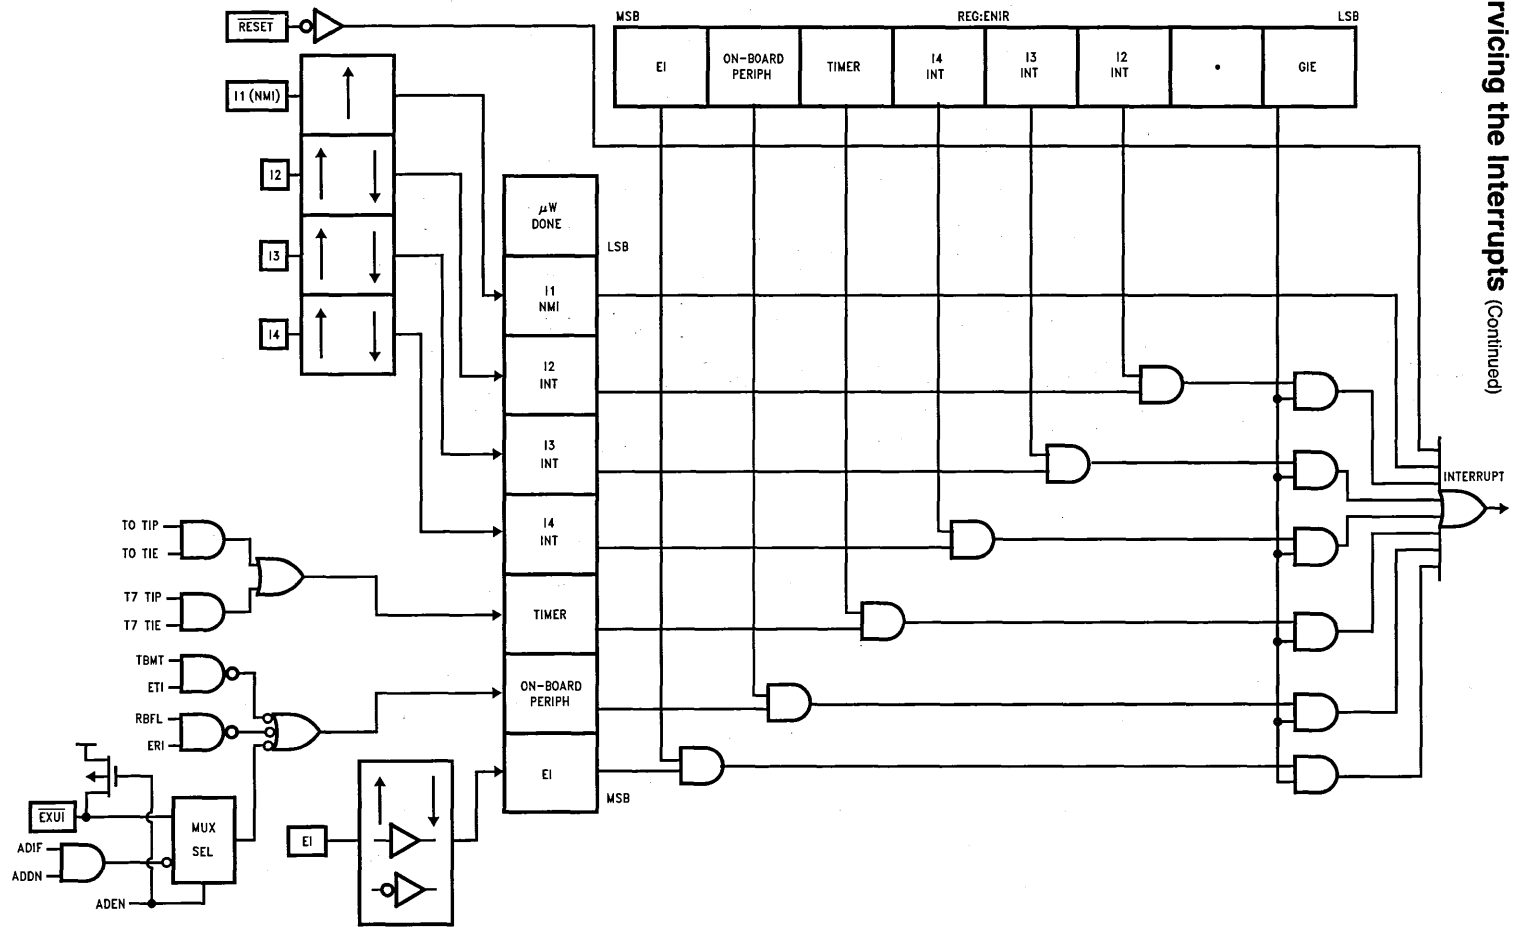 rvicing the Interrupts (Continued)
RESET
I1 (NMI)
I2
I3
I4
MSB
REG:ENIR
LSB
EI
ON-BOARD
PERIPH
TIMER
I4
INT
I3
INT
I2
INT
•
GIE
μW
DONE
LSB
I1
NMI
I2
INT
I3
INT
I4
INT
TIMER
ON-BOARD
PERIPH
EI
MSB
INTERRUPT
T0 TIP
T0 TIE
T7 TIP
T7 TIE
TBMT
ETI
RBFL
ERI
EXUI
MUX
SEL
ADIF
ADDN
ADEN
EI